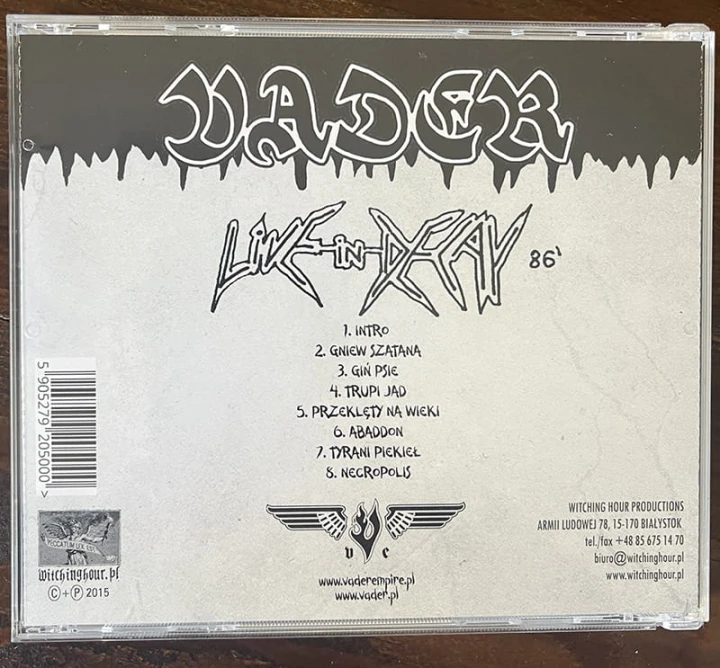 VADER
LIVE-IN-DECAY 86'
1. INTRO
2. GNIEW SZATANA
3. GIŃ PSIE
4. TRUPI JAD
5. PRZEKLĘTY NA WIEKI
6. ABADDON
7. TYRANI PIEKIEŁ
8. NECROPOLIS
5 905279 205000 >
witchinghour.pl
© + ℗ 2015
v e
www.vaderempire.pl
www.vader.pl
WITCHING HOUR PRODUCTIONS
ARMII LUDOWEJ 78, 15-170 BIAŁYSTOK
tel./fax +48 85 675 14 70
biuro@witchinghour.pl
www.witchinghour.pl